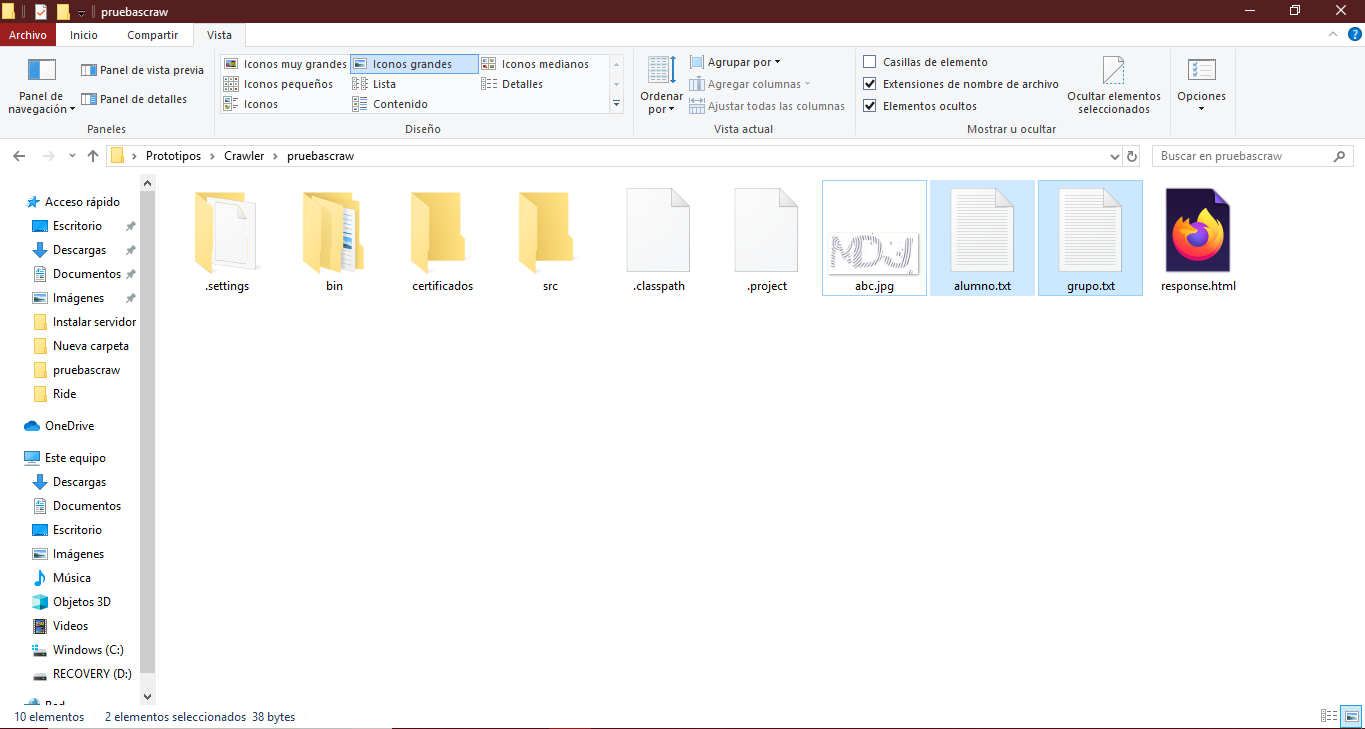 pruebascraw
Archivo Inicio Compartir Vista
Panel de navegación
Panel de vista previa
Panel de detalles
Paneles
Iconos muy grandes Iconos grandes Iconos medianos
Iconos pequeños Lista Detalles
Iconos Contenido
Diseño
Ordenar por
Agrupar por
Agregar columnas
Ajustar todas las columnas
Vista actual
Casillas de elemento
Extensiones de nombre de archivo
Elementos ocultos
Ocultar elementos seleccionados
Mostrar u ocultar
Opciones
Prototipos > Crawler > pruebascraw
Buscar en pruebascraw
Acceso rápido
Escritorio
Descargas
Documentos
Imágenes
Instalar servidor
Nueva carpeta
pruebascraw
Ride
OneDrive
Este equipo
Descargas
Documentos
Escritorio
Imágenes
Música
Objetos 3D
Videos
Windows (C:)
RECOVERY (D:)
Red
.settings bin certificados src .classpath .project abc.jpg alumno.txt grupo.txt response.html
10 elementos 2 elementos seleccionados 38 bytes